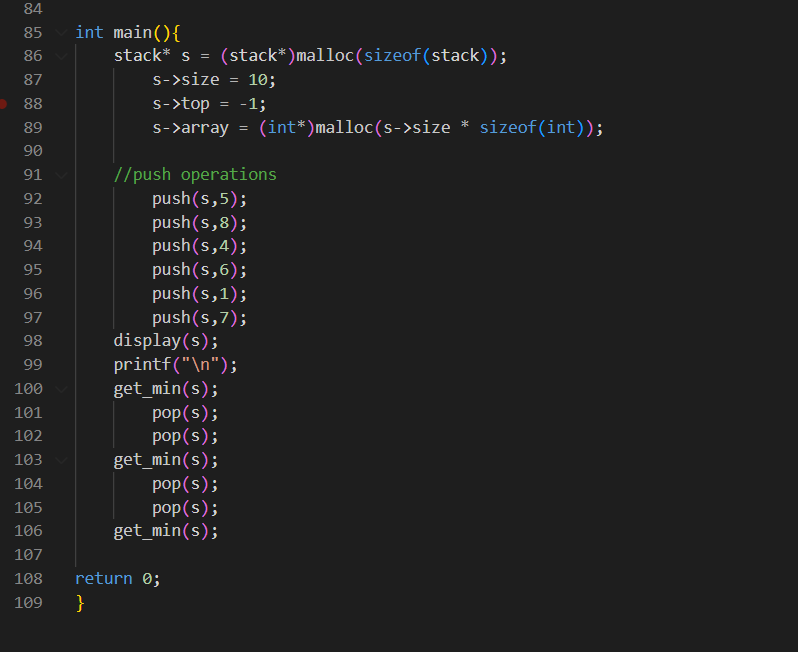 84
85 int main(){
86     stack* s = (stack*)malloc(sizeof(stack));
87         s->size = 10;
88         s->top = -1;
89         s->array = (int*)malloc(s->size * sizeof(int));
90
91     //push operations
92         push(s,5);
93         push(s,8);
94         push(s,4);
95         push(s,6);
96         push(s,1);
97         push(s,7);
98     display(s);
99     printf("\n");
100     get_min(s);
101         pop(s);
102         pop(s);
103     get_min(s);
104         pop(s);
105         pop(s);
106     get_min(s);
107
108 return 0;
109 }